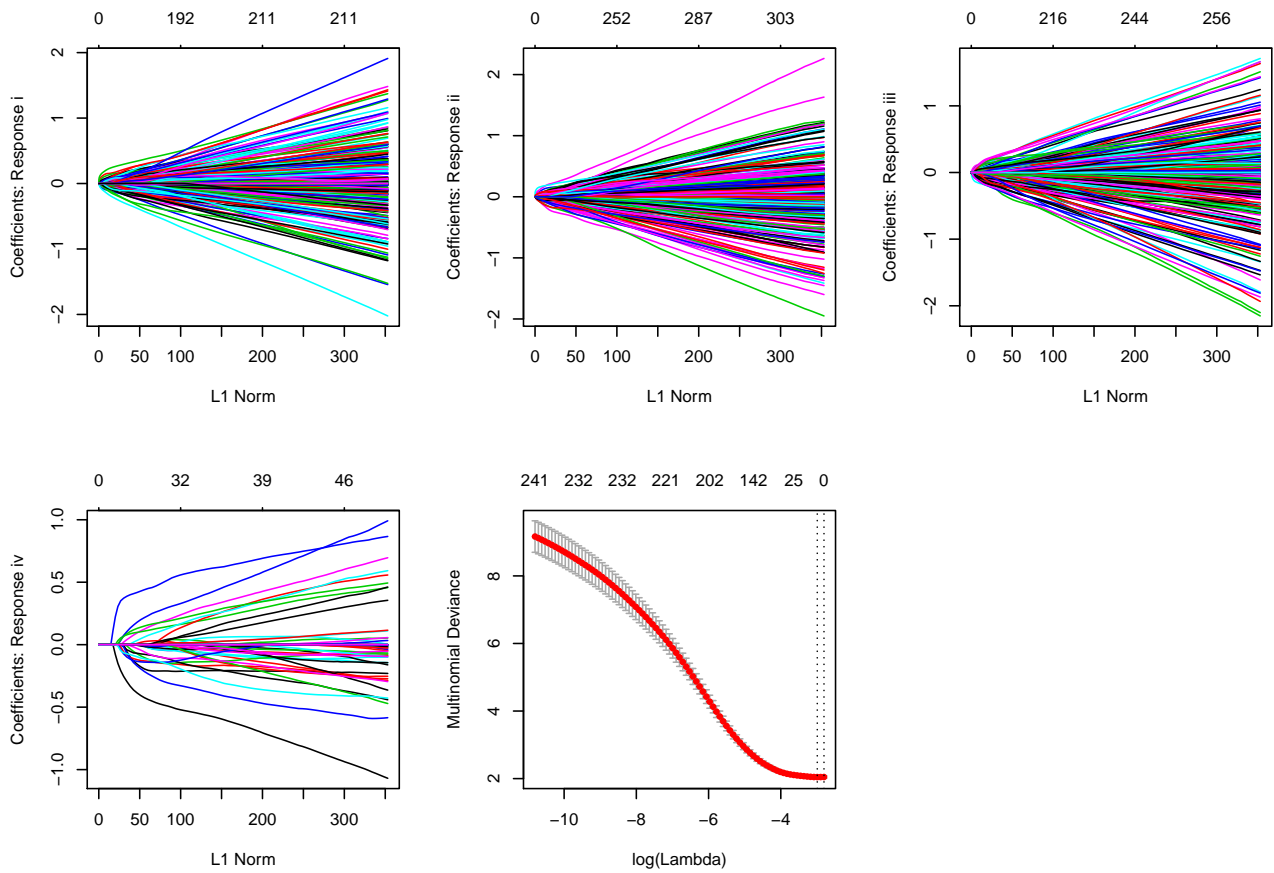 0 192 211 211
Coefficients: Response i
2
1
0
−1
−2
0 50 100 200 300
L1 Norm
0 252 287 303
Coefficients: Response ii
2
1
0
−1
−2
0 50 100 200 300
L1 Norm
0 216 244 256
Coefficients: Response iii
1
0
−1
−2
0 50 100 200 300
L1 Norm
0 32 39 46
Coefficients: Response iv
1.0
0.5
0.0
−0.5
−1.0
0 50 100 200 300
L1 Norm
241 232 232 221 202 142 25 0
Multinomial Deviance
8
6
4
2
−10 −8 −6 −4
log(Lambda)